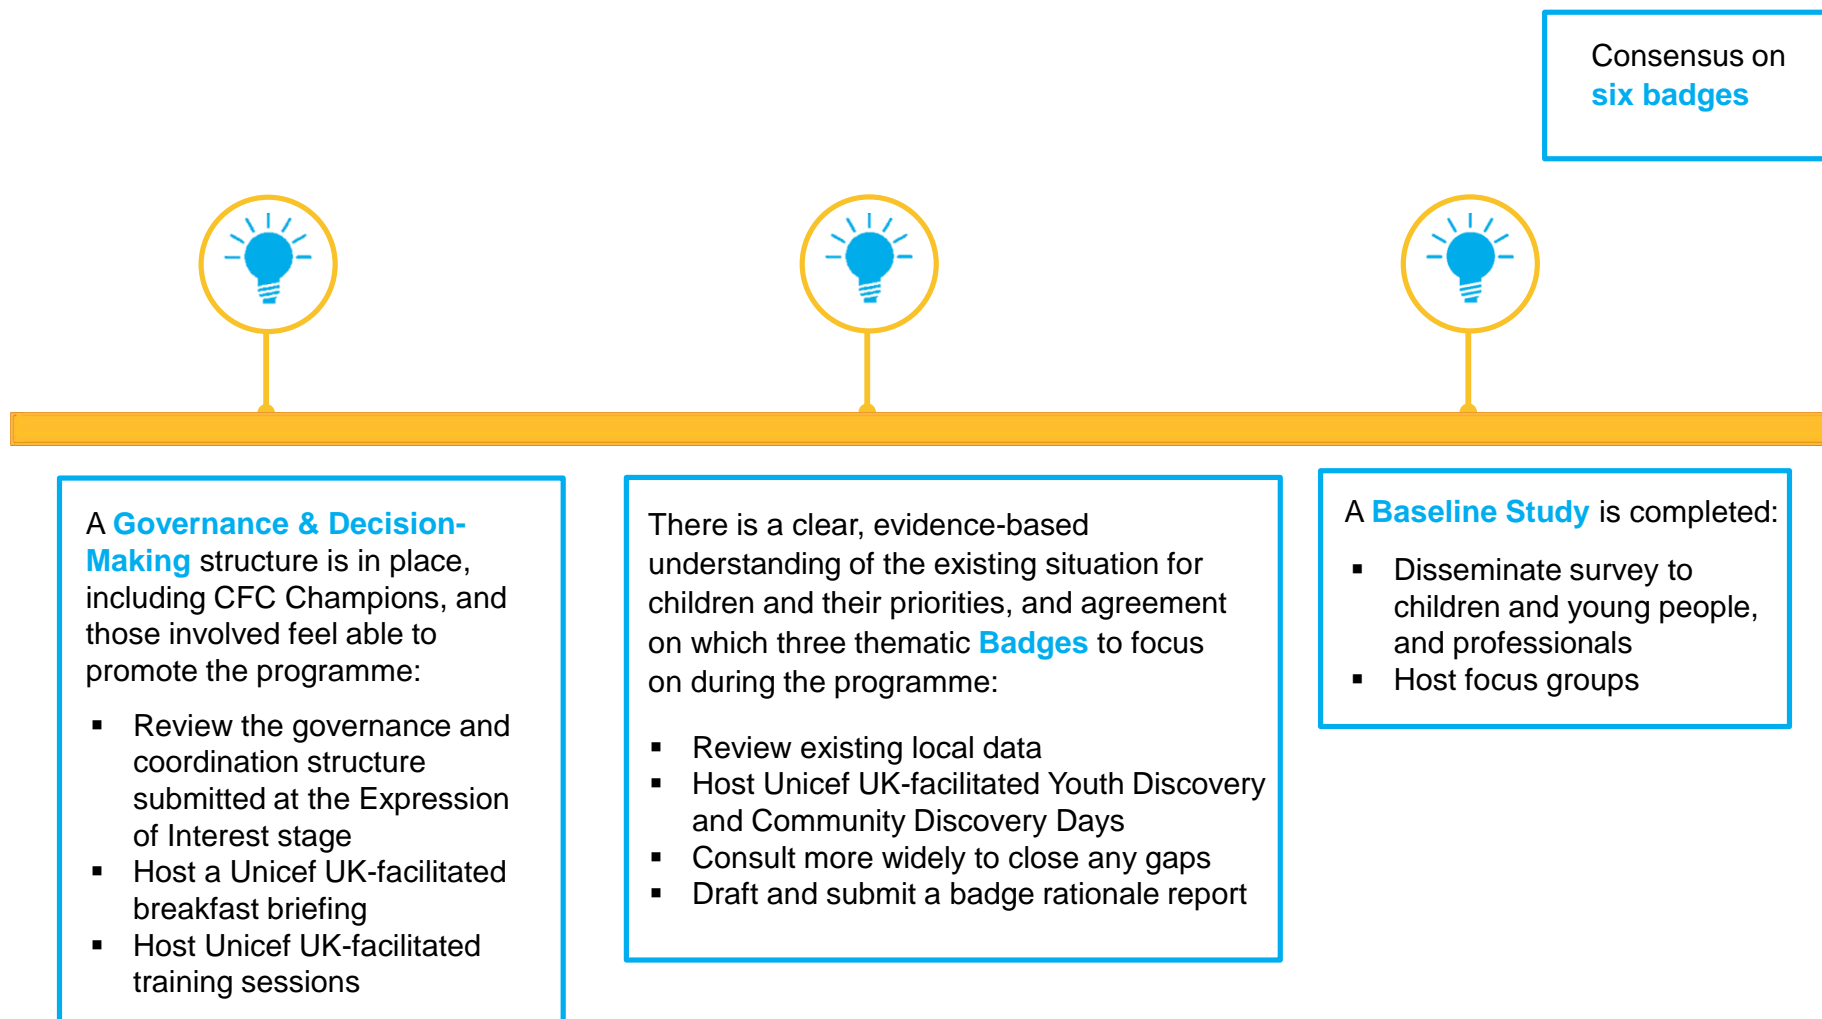 Consensus on
six badges
A Governance & Decision-
Making structure is in place,
including CFC Champions, and
those involved feel able to
promote the programme:
▪ Review the governance and
coordination structure
submitted at the Expression
of Interest stage
▪ Host a Unicef UK-facilitated
breakfast briefing
▪ Host Unicef UK-facilitated
training sessions
There is a clear, evidence-based
understanding of the existing situation for
children and their priorities, and agreement
on which three thematic Badges to focus
on during the programme:
▪ Review existing local data
▪ Host Unicef UK-facilitated Youth Discovery
and Community Discovery Days
▪ Consult more widely to close any gaps
▪ Draft and submit a badge rationale report
A Baseline Study is completed:
▪ Disseminate survey to
children and young people,
and professionals
▪ Host focus groups